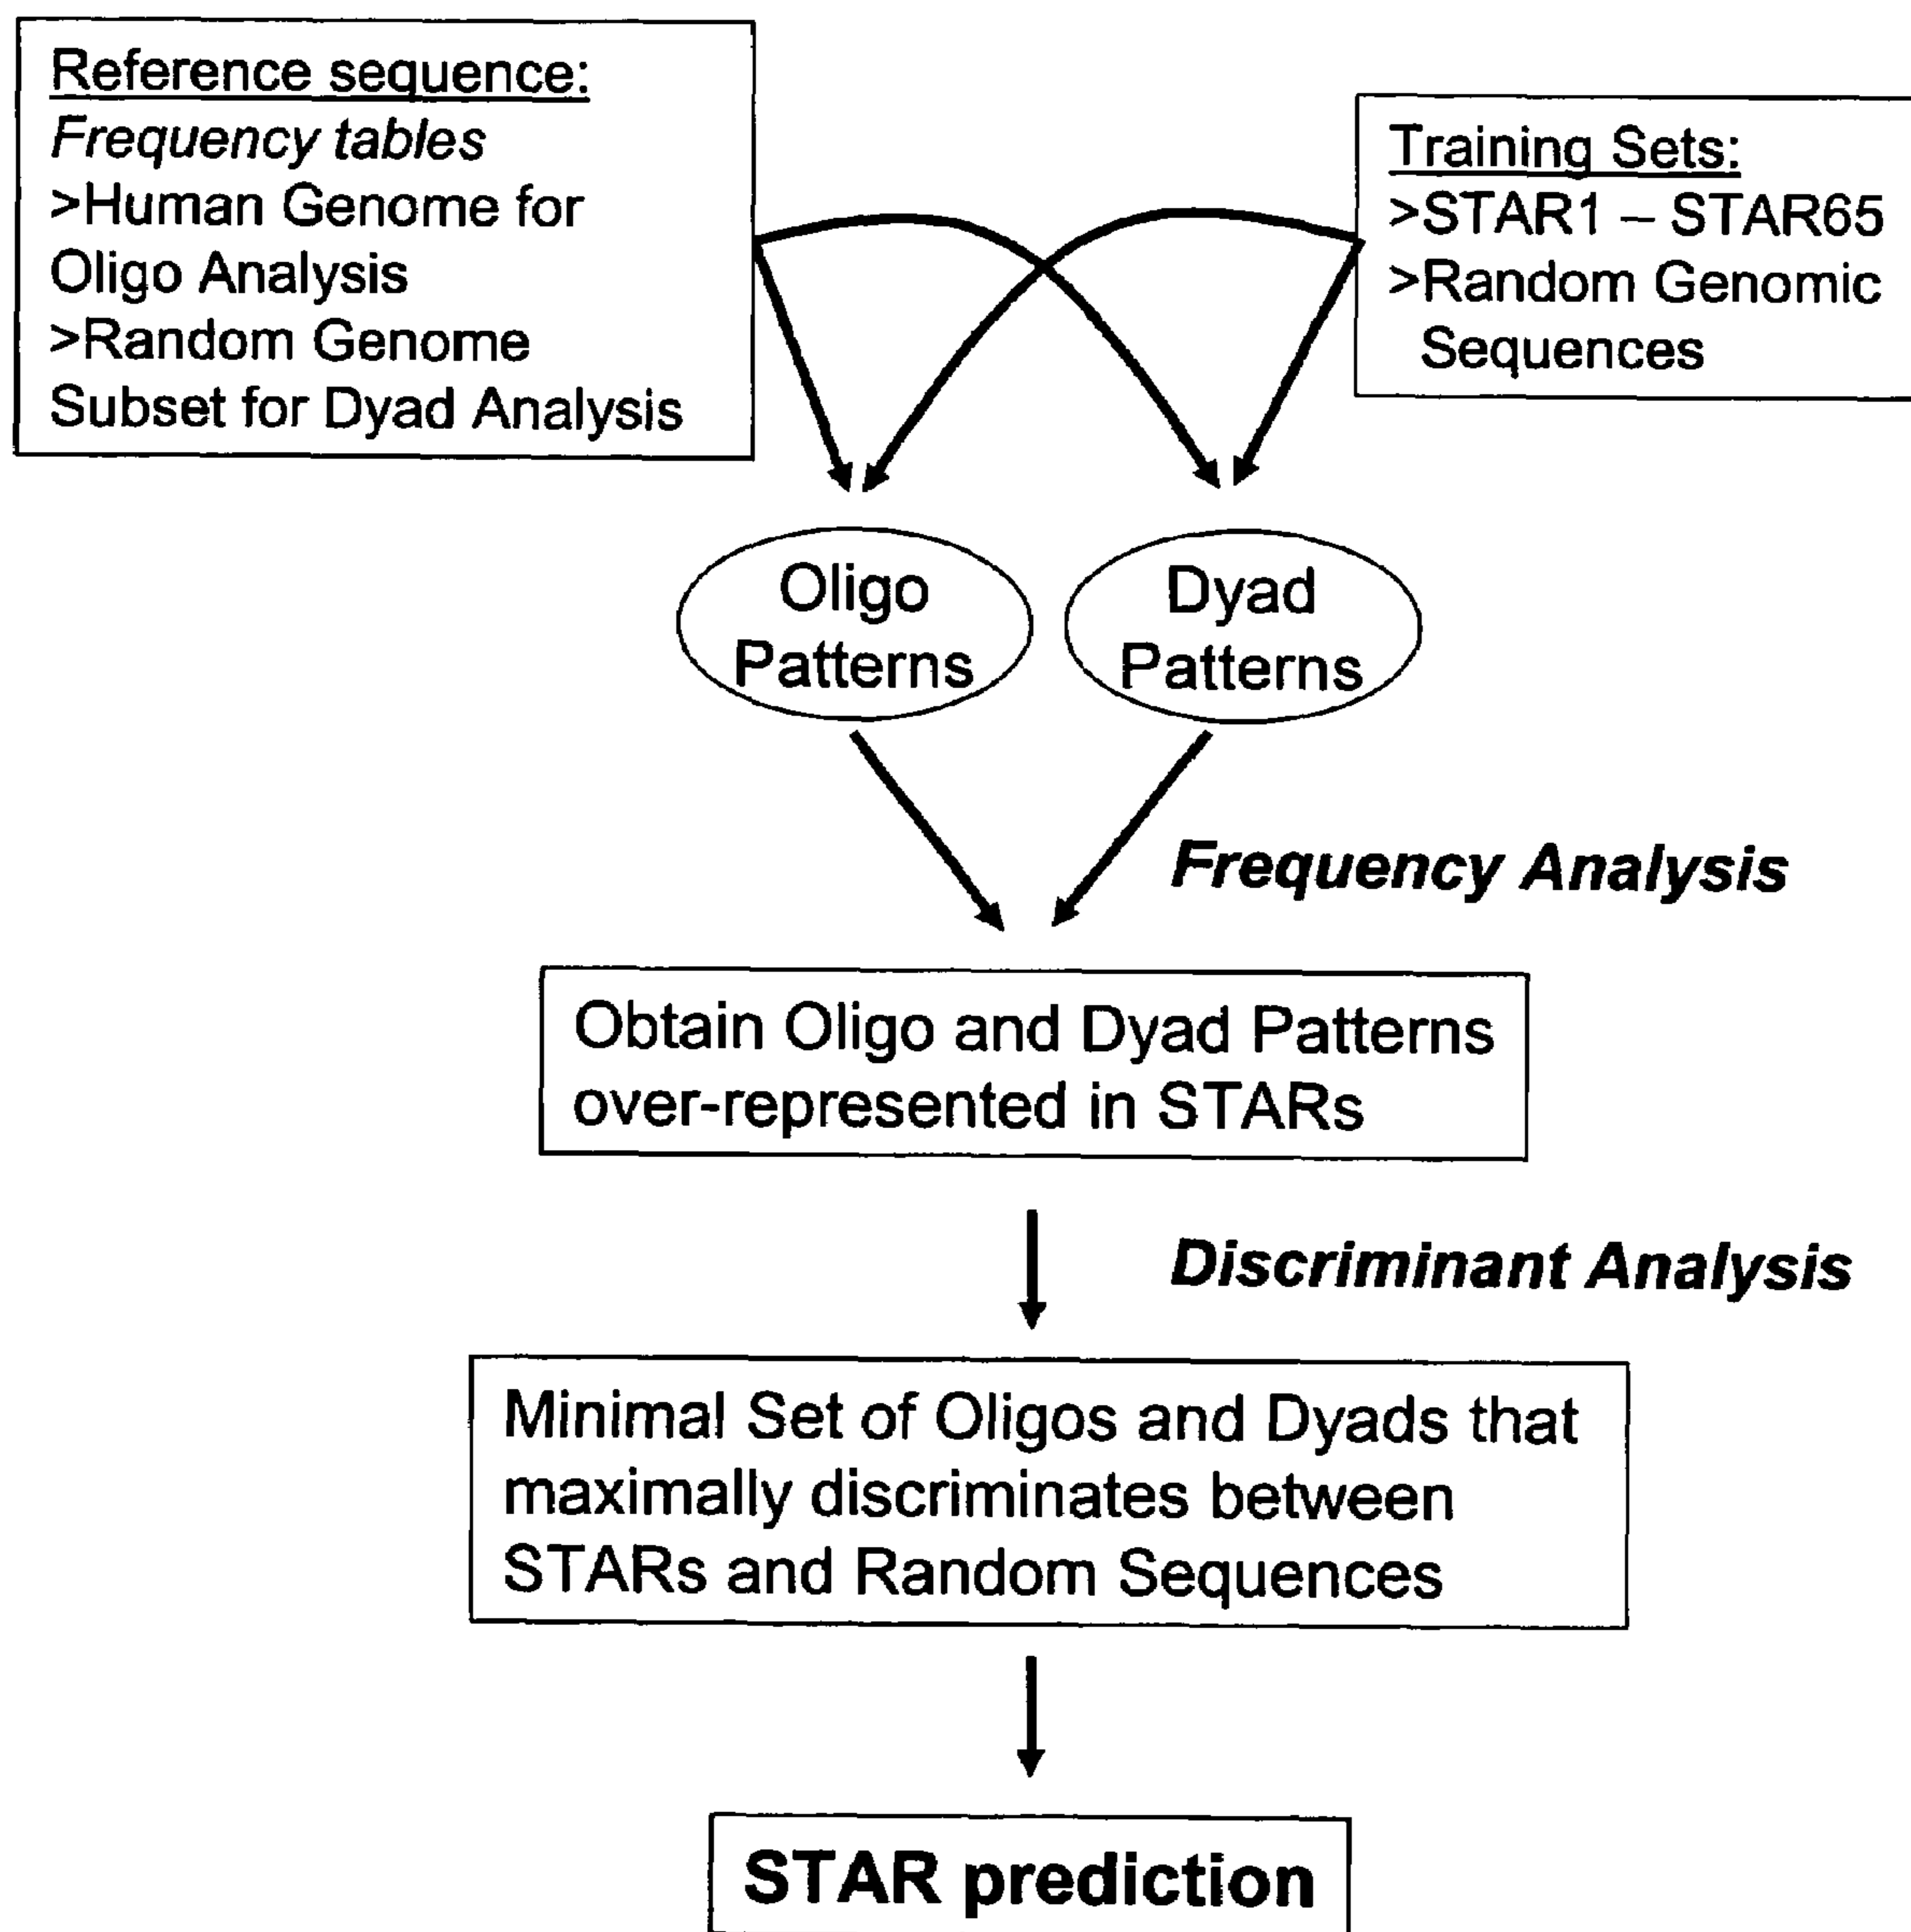 Reference sequence:
Frequency tables
>Human Genome for
Oligo Analysis
>Random Genome
Subset for Dyad Analysis
Training Sets:
>STAR1 – STAR65
>Random Genomic
Sequences
Oligo
Patterns
Dyad
Patterns
Frequency Analysis
Obtain Oligo and Dyad Patterns
over-represented in STARs
Discriminant Analysis
Minimal Set of Oligos and Dyads that
maximally discriminates between
STARs and Random Sequences
STAR prediction